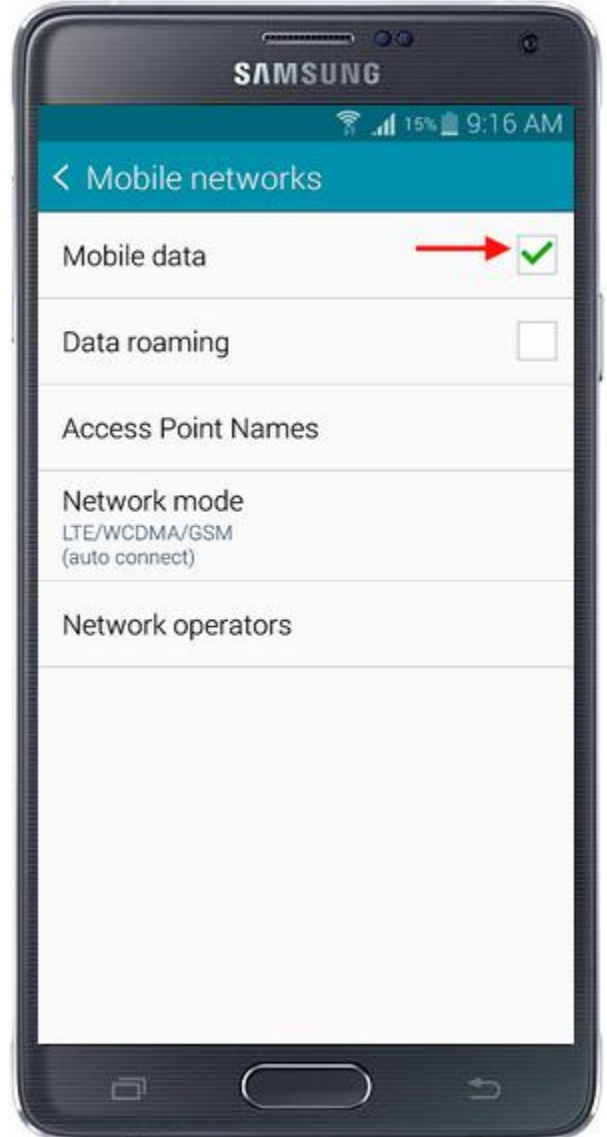 SAMSUNG
15% 9:16 AM
Mobile networks
Mobile data
Data roaming
Access Point Names
Network mode
LTE/WCDMA/GSM
(auto connect)
Network operators